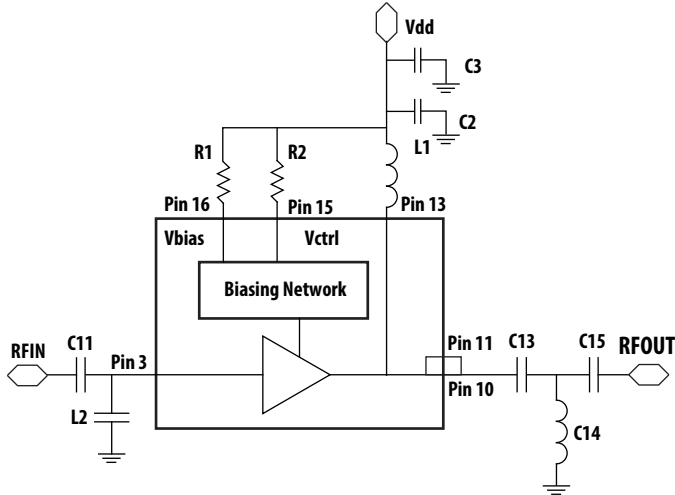 Vdd
C3
C2
R1
R2
L1
Pin 16
Pin 15
Pin 13
Vbias
Vctrl
Biasing Network
C11
RFIN
Pin 3
Pin 11
C13
C15
RFOUT
Pin 10
L2
C14